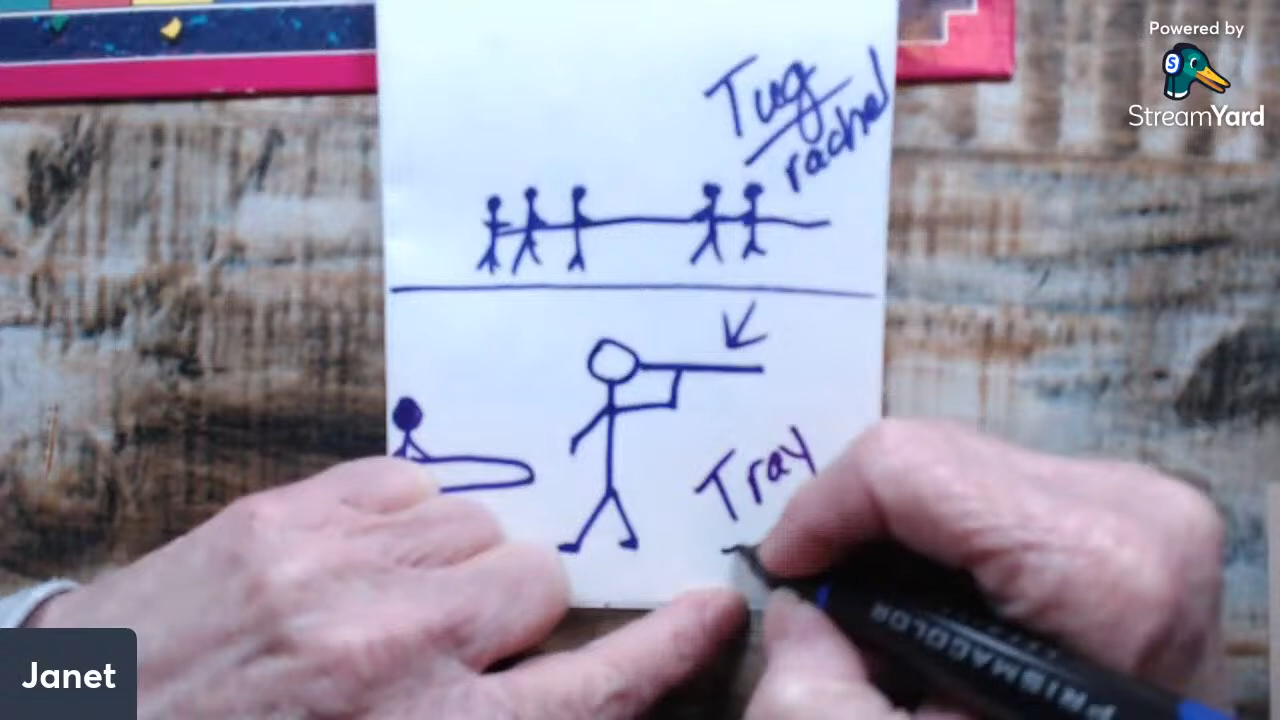 Powered by
StreamYard
Tug
rachel
Tray
PRISMACOLOR
Janet